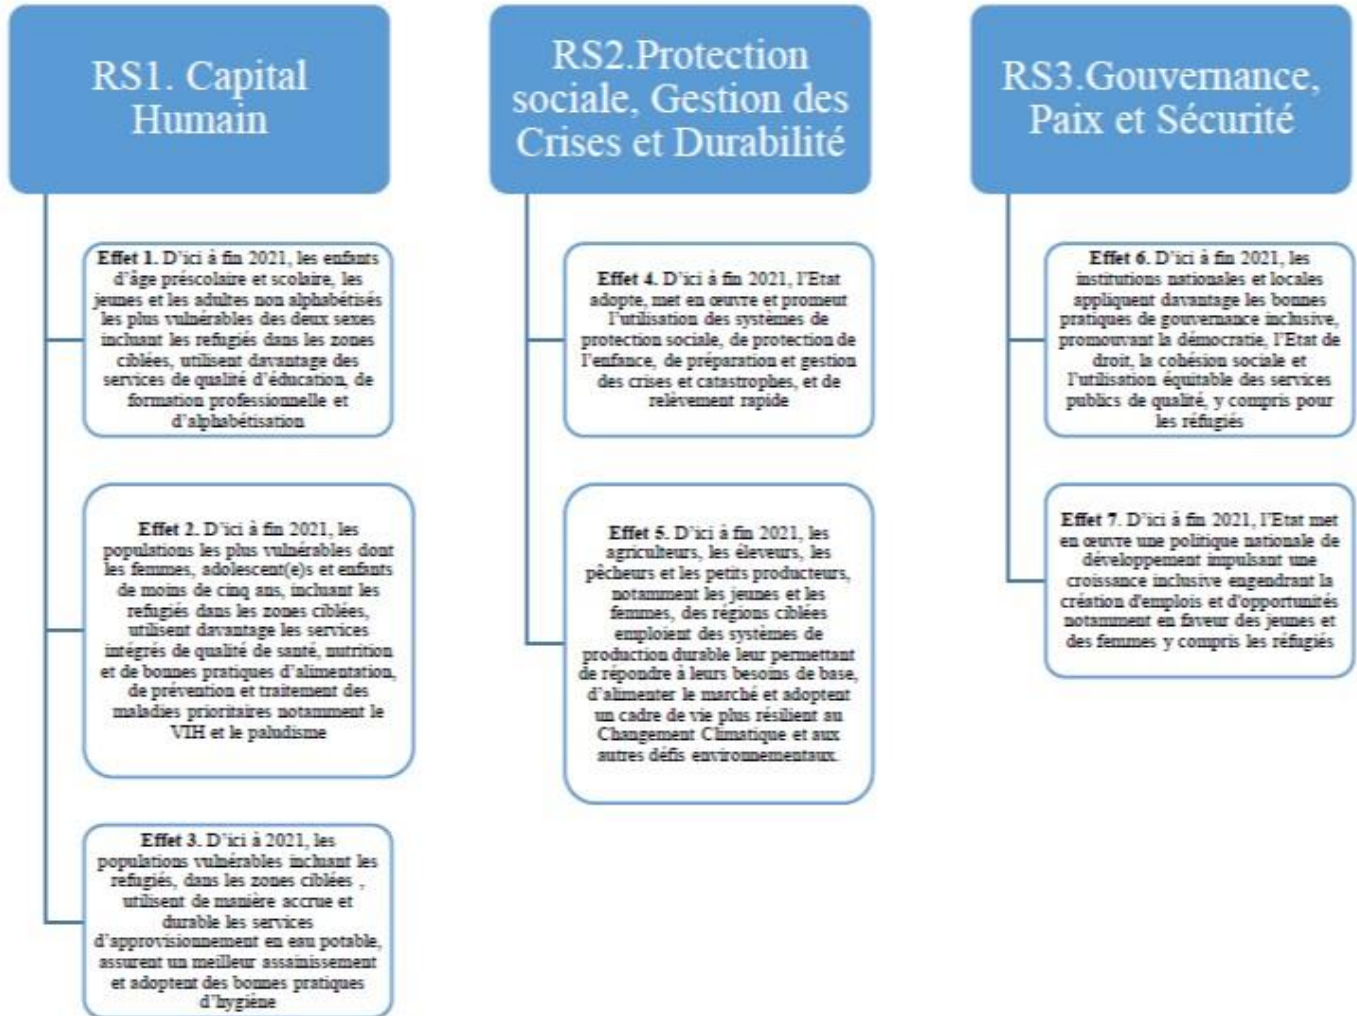 RS1. Capital
Humain
Effet 1. D'ici à fin 2021, les enfants
d'âge préscolaire et scolaire, les
jeunes et les adultes non alphabétisés
les plus vulnérables des deux sexes
incluant les refugiés dans les zones
ciblées, utilisent davantage des
services de qualité d'éducation, de
formation professionnelle et
d'alphabétisation
Effet 2. D'ici à fin 2021, les
populations les plus vulnérables dont
les femmes, adolescent(e)s et enfants
de moins de cinq ans, incluant les
refugiés dans les zones ciblées,
utilisent davantage les services
intégrés de qualité de santé, nutrition
et de bonnes pratiques d'alimentation,
de prévention et traitement des
maladies prioritaires notamment le
VIH et le paludisme
Effet 3. D'ici à 2021, les
populations vulnérables incluant les
refugiés, dans les zones ciblées ,
utilisent de manière accrue et
durable les services
d'approvisionnement en eau potable,
assurent un meilleur assainissement
et adoptent des bonnes pratiques
d'hygiène
RS2.Protection
sociale, Gestion des
Crises et Durabilité
Effet 4. D'ici à fin 2021, l'Etat
adopte, met en œuvre et promeut
l'utilisation des systèmes de
protection sociale, de protection de
l'enfance, de préparation et gestion
des crises et catastrophes, et de
relèvement rapide
Effet 5. D'ici à fin 2021, les
agriculteurs, les éleveurs, les
pêcheurs et les petits producteurs,
notamment les jeunes et les
femmes, des régions ciblées
emploient des systèmes de
production durable leur permettant
de répondre à leurs besoins de base,
d'alimenter le marché et adoptent
un cadre de vie plus résilient au
Changement Climatique et aux
autres défis environnementaux.
RS3.Gouvernance,
Paix et Sécurité
Effet 6. D'ici à fin 2021, les
institutions nationales et locales
appliquent davantage les bonnes
pratiques de gouvernance inclusive,
promouvant la démocratie, l'Etat de
droit, la cohésion sociale et
l'utilisation équitable des services
publics de qualité, y compris pour
les réfugiés
Effet 7. D'ici à fin 2021, l'Etat met
en œuvre une politique nationale de
développement impulsant une
croissance inclusive engendrant la
création d'emplois et d'opportunités
notamment en faveur des jeunes et
des femmes y compris les réfugiés